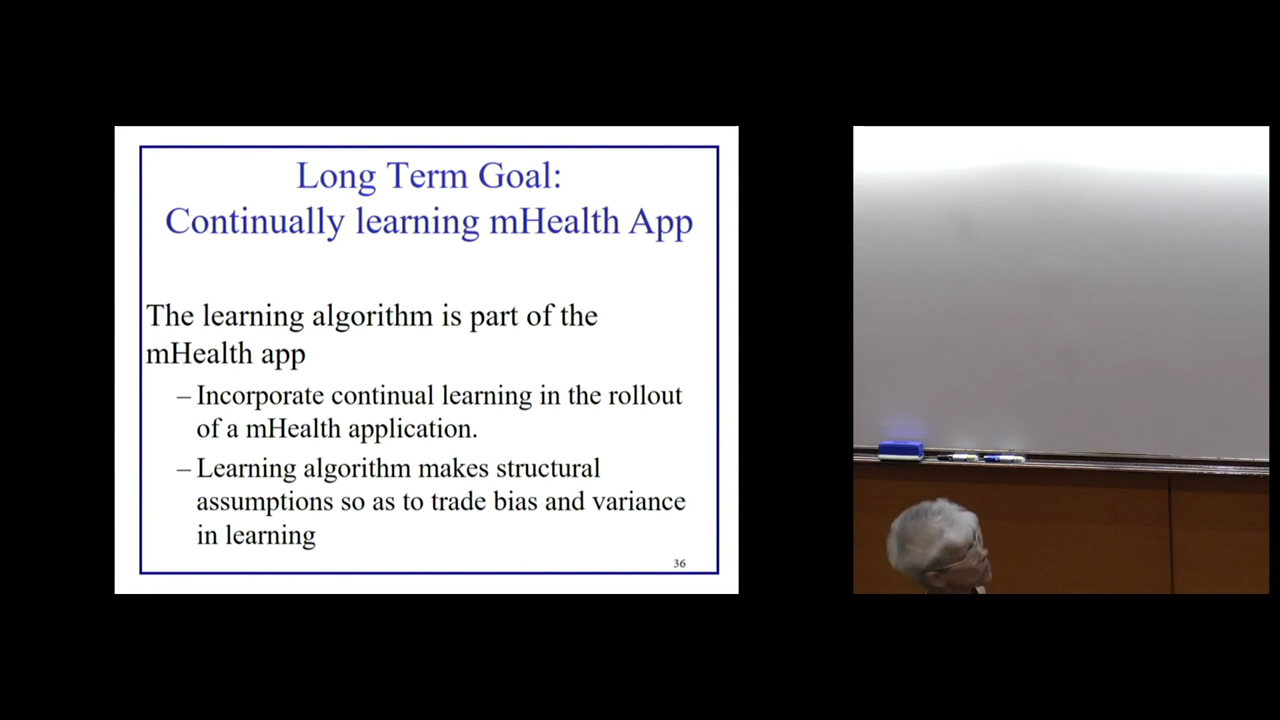 Long Term Goal:
Continually learning mHealth App
The learning algorithm is part of the
mHealth app
– Incorporate continual learning in the rollout
of a mHealth application.
– Learning algorithm makes structural
assumptions so as to trade bias and variance
in learning
36